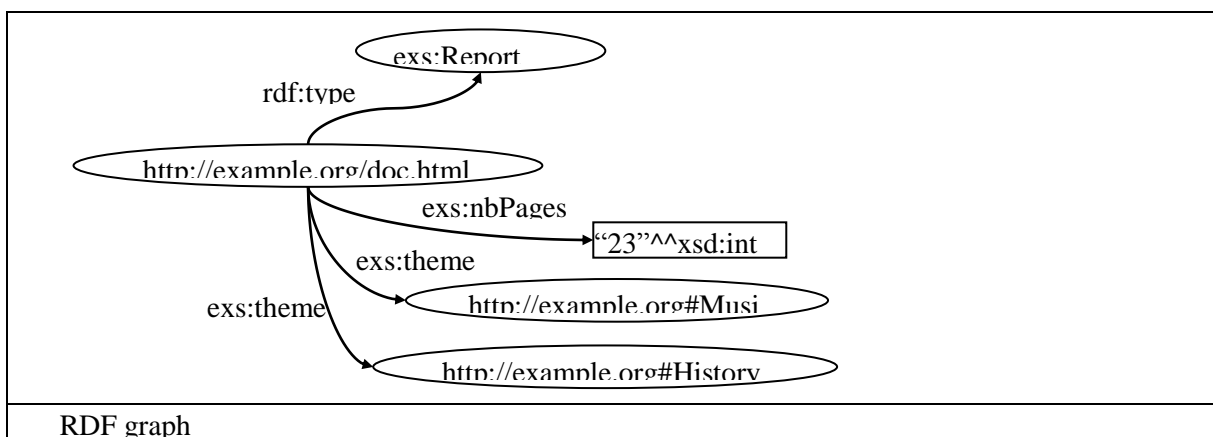 exs:Report
rdf:type
http://example.org/doc.html
exs:nbPages
“23”^^xsd:int
exs:theme
http://example.org#Musi
exs:theme
http://example.org#History
RDF graph